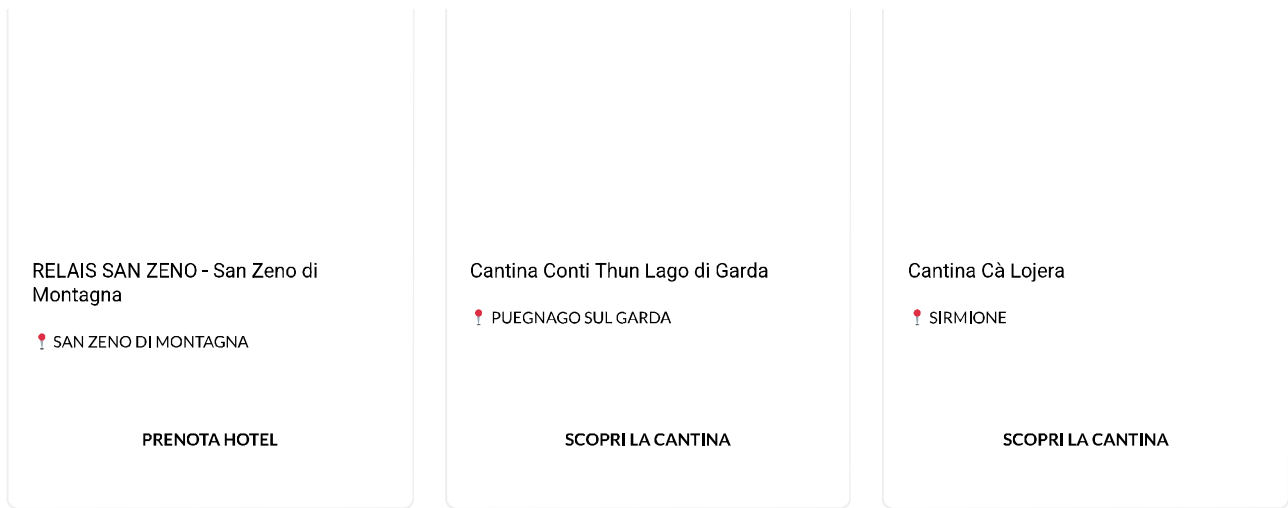 RELAIS SAN ZENO - San Zeno di
Montagna
📍 SAN ZENO DI MONTAGNA
PRENOTA HOTEL
Cantina Conti Thun Lago di Garda
📍 PUEGNAGO SUL GARDA
SCOPRI LA CANTINA
Cantina Cà Lojera
📍 SIRMIONE
SCOPRI LA CANTINA